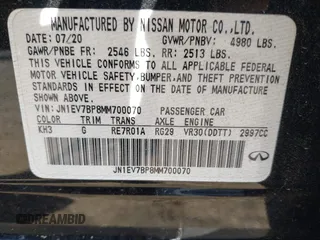 MANUFACTURED BY NISSAN MOTOR CO.,LTD.
DATE: 07/20 GVWR/PNBV: 4980 LBS.
GAWR/PNBE FR: 2546 LBS. RR: 2513 LBS.
THIS VEHICLE CONFORMS TO ALL APPLICABLE FEDERAL
MOTOR VEHICLE SAFETY, BUMPER, AND THEFT PREVENTION
STANDARDS IN EFFECT ON THE DATE OF MANUFACTURE
SHOWN ABOVE.
JN1EV7BP8MM700070 PASSENGER CAR
COLOR TRIM TRANS AXLE ENGINE
KH3 G RE7R01A RG29 VR30(DDTT) 2997CC
INFINITI
JN1EV7BP8MM700070
AMERIBID